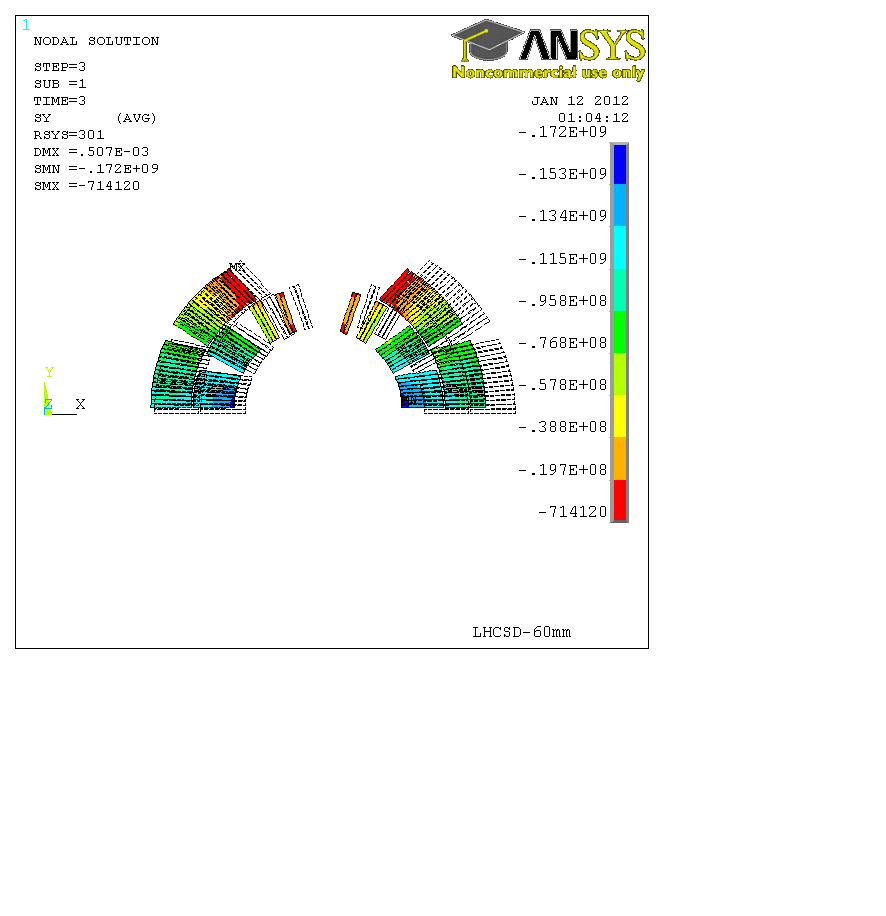 1
NODAL SOLUTION
STEP=3
SUB =1
TIME=3
SY (AVG)
RSYS=301
DMX =.507E-03
SMN =-.172E+09
SMX =-714120
ANSYS
Noncommercial use only
JAN 12 2012
01:04:12
-.172E+09
-.153E+09
-.134E+09
-.115E+09
-.958E+08
-.768E+08
-.578E+08
-.388E+08
-.197E+08
-714120
MX
Y
Z X
LHCSD-60mm